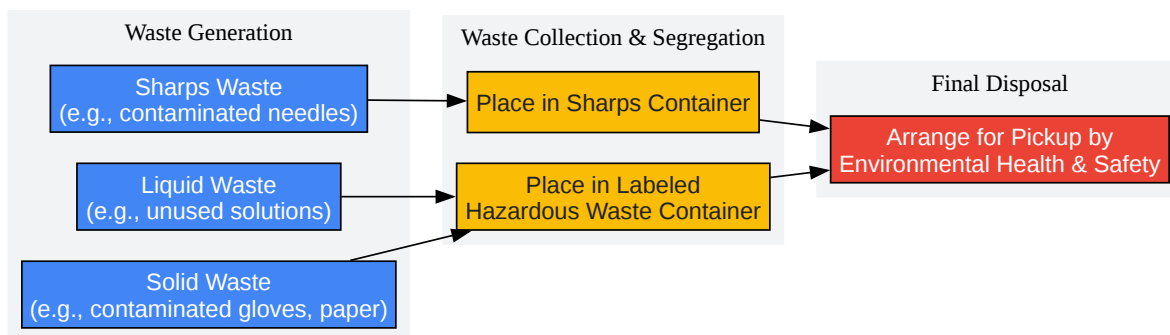 Waste Generation
Sharps Waste
(e.g., contaminated needles)
Liquid Waste
(e.g., unused solutions)
Solid Waste
(e.g., contaminated gloves, paper)
Waste Collection & Segregation
Place in Sharps Container
Place in Labeled
Hazardous Waste Container
Final Disposal
Arrange for Pickup by
Environmental Health & Safety